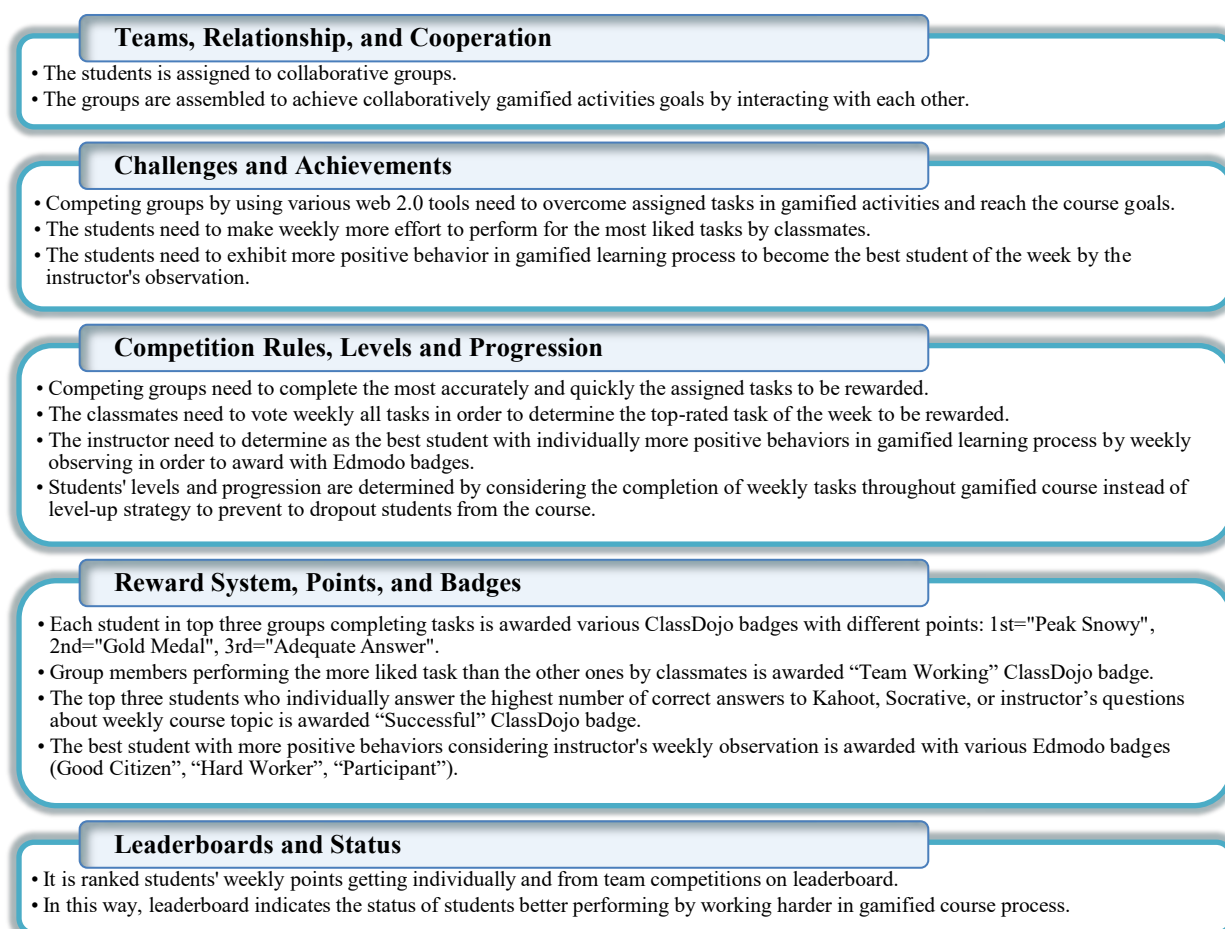 Teams, Relationship, and Cooperation
• The students is assigned to collaborative groups.
• The groups are assembled to achieve collaboratively gamified activities goals by interacting with each other.
Challenges and Achievements
• Competing groups by using various web 2.0 tools need to overcome assigned tasks in gamified activities and reach the course goals.
• The students need to make weekly more effort to perform for the most liked tasks by classmates.
• The students need to exhibit more positive behavior in gamified learning process to become the best student of the week by the
instructor's observation.
Competition Rules, Levels and Progression
• Competing groups need to complete the most accurately and quickly the assigned tasks to be rewarded.
• The classmates need to vote weekly all tasks in order to determine the top-rated task of the week to be rewarded.
• The instructor need to determine as the best student with individually more positive behaviors in gamified learning process by weekly
observing in order to award with Edmodo badges.
• Students' levels and progression are determined by considering the completion of weekly tasks throughout gamified course instead of
level-up strategy to prevent to dropout students from the course.
Reward System, Points, and Badges
• Each student in top three groups completing tasks is awarded various ClassDojo badges with different points: 1st="Peak Snowy",
2nd="Gold Medal", 3rd="Adequate Answer".
• Group members performing the more liked task than the other ones by classmates is awarded “Team Working” ClassDojo badge.
• The top three students who individually answer the highest number of correct answers to Kahoot, Socrative, or instructor’s questions
about weekly course topic is awarded “Successful” ClassDojo badge.
• The best student with more positive behaviors considering instructor's weekly observation is awarded with various Edmodo badges
(Good Citizen”, “Hard Worker”, “Participant”).
Leaderboards and Status
• It is ranked students' weekly points getting individually and from team competitions on leaderboard.
• In this way, leaderboard indicates the status of students better performing by working harder in gamified course process.